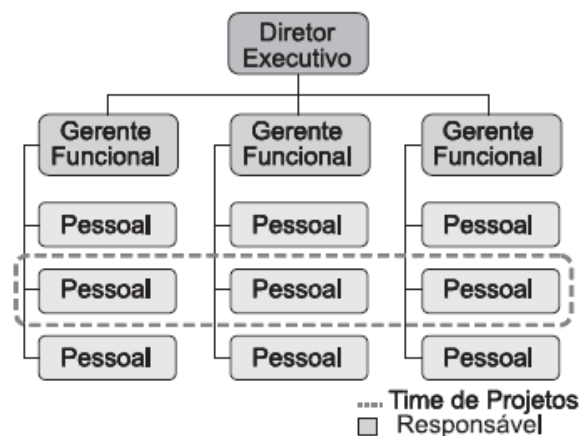 Diretor
Executivo
Gerente
Funcional
Gerente
Funcional
Gerente
Funcional
Pessoal
Pessoal
Pessoal
Pessoal
Pessoal
Pessoal
Pessoal
Pessoal
Pessoal
Time de Projetos
Responsável